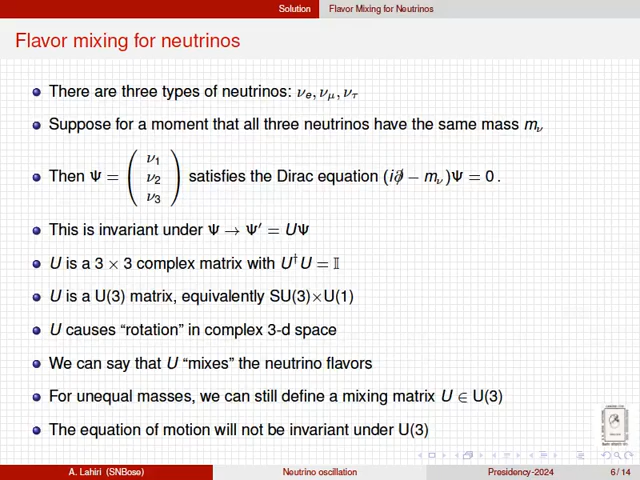 Solution Flavor Mixing for Neutrinos
Flavor mixing for neutrinos
There are three types of neutrinos: νe, νμ, ντ
Suppose for a moment that all three neutrinos have the same mass mν
Then Ψ = ( ν1 ν2 ν3 ) satisfies the Dirac equation (i∂̸ − mν)Ψ = 0.
This is invariant under Ψ → Ψ′ = UΨ
U is a 3 × 3 complex matrix with U†U = 𝕀
U is a U(3) matrix, equivalently SU(3)×U(1)
U causes “rotation” in complex 3-d space
We can say that U “mixes” the neutrino flavors
For unequal masses, we can still define a mixing matrix U ∈ U(3)
The equation of motion will not be invariant under U(3)
A. Lahiri (SNBose) Neutrino oscillation Presidency-2024 6 / 14